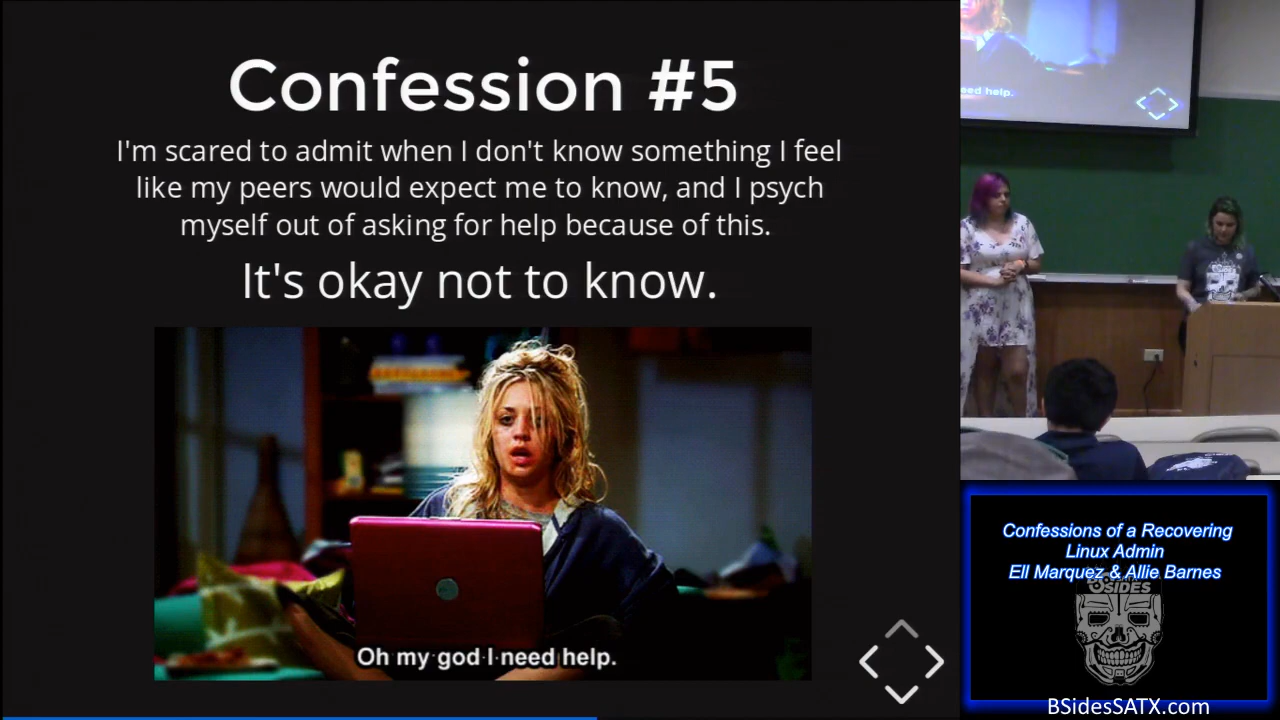 Confession #5
I'm scared to admit when I don't know something I feel
like my peers would expect me to know, and I psych
myself out of asking for help because of this.
It's okay not to know.
Oh my god I need help.
need help.
Confessions of a Recovering
Linux Admin
Ell Marquez & Allie Barnes
BSIDES
BSidesSATX.com